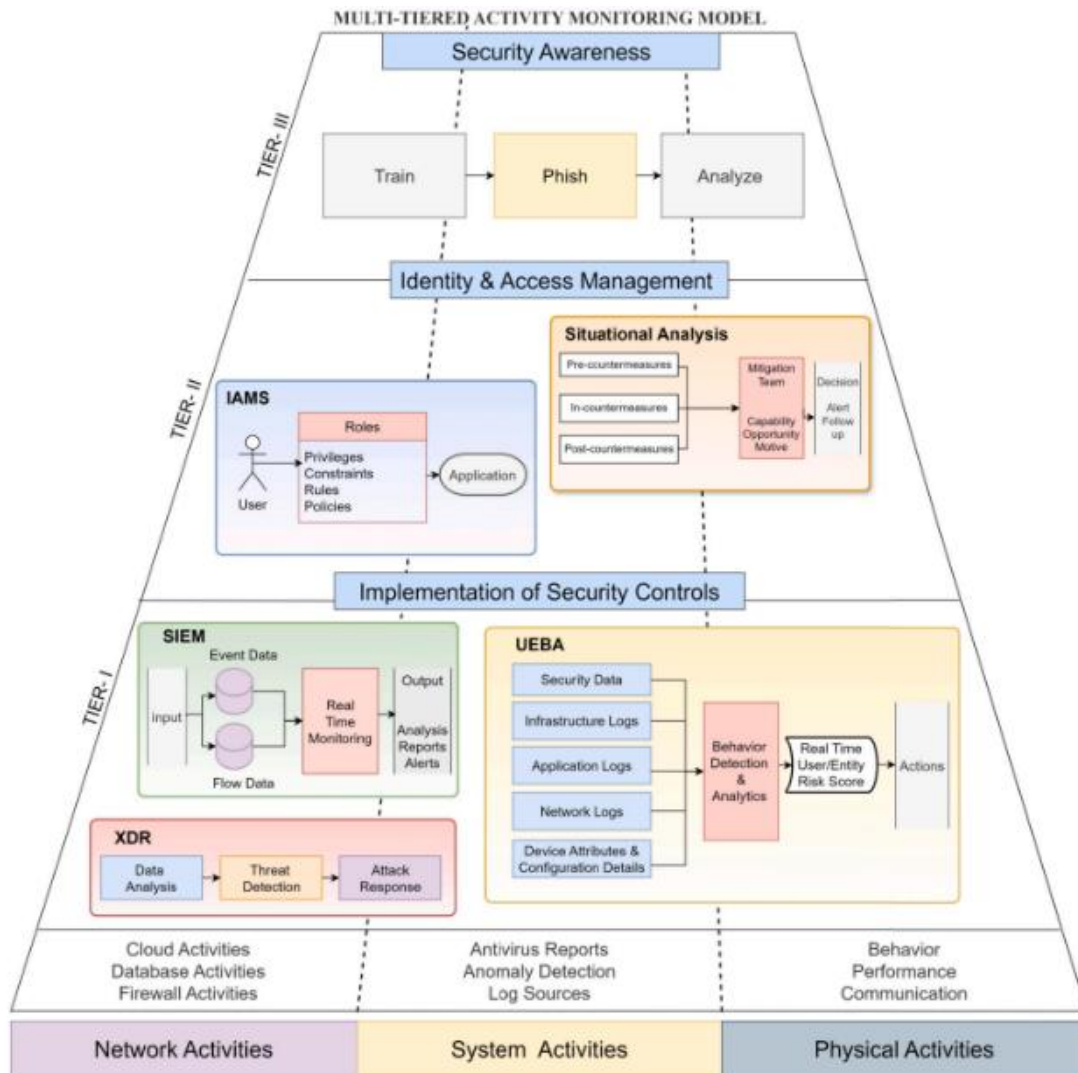 MULTI-TIERED ACTIVITY MONITORING MODEL
Security Awareness
TIER- III
Train
Phish
Analyze
Identity & Access Management
TIER- II
Situational Analysis
Pre-countermeasures
In-countermeasures
Post-countermeasures
Mitigation
Team
Capability
Opportunity
Motive
Decision
Alert
Follow
up
IAMS
User
Roles
Privileges
Constraints
Rules
Policies
Application
Implementation of Security Controls
TIER- I
SIEM
input
Event Data
Flow Data
Real
Time
Monitoring
Output
Analysis
Reports
Alerts
XDR
Data
Analysis
Threat
Detection
Attack
Response
UEBA
Security Data
Infrastructure Logs
Application Logs
Network Logs
Device Attributes &
Configuration Details
Behavior
Detection
&
Analytics
Real Time
User/Entity
Risk Score
Actions
Cloud Activities
Database Activities
Firewall Activities
Antivirus Reports
Anomaly Detection
Log Sources
Behavior
Performance
Communication
Network Activities
System Activities
Physical Activities